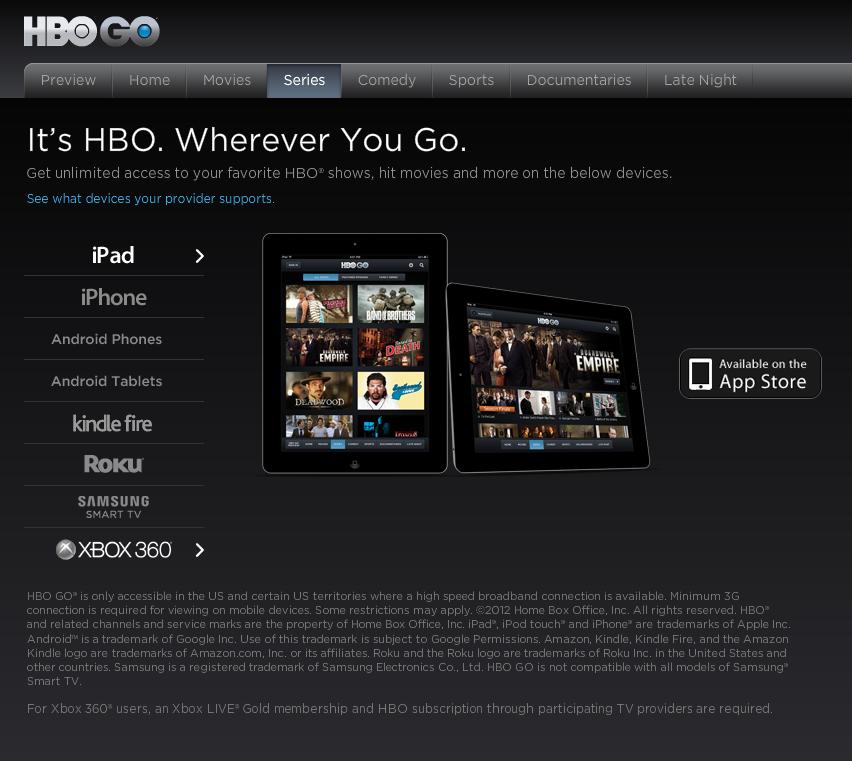 HBO GO
Preview Home Movies Series Comedy Sports Documentaries Late Night
It's HBO. Wherever You Go.
Get unlimited access to your favorite HBO® shows, hit movies and more on the below devices.
See what devices your provider supports.
iPad
iPhone
Android Phones
Android Tablets
kindle fire
ROKU
SAMSUNG
SMART TV
XBOX 360
HBO GO
BAND OF BROTHERS
BOARDWALK
EMPIRE
DEATH
DEADWOOD
HBO GO
BOARDWALK
EMPIRE
Available on the
App Store
HBO GO® is only accessible in the US and certain US territories where a high speed broadband connection is available. Minimum 3G
connection is required for viewing on mobile devices. Some restrictions may apply. ©2012 Home Box Office, Inc. All rights reserved. HBO®
and related channels and service marks are the property of Home Box Office, Inc. iPad®, iPod touch® and iPhone® are trademarks of Apple Inc.
Android™ is a trademark of Google Inc. Use of this trademark is subject to Google Permissions. Amazon, Kindle, Kindle Fire, and the Amazon
Kindle logo are trademarks of Amazon.com, Inc. or its affiliates. Roku and the Roku logo are trademarks of Roku Inc. in the United States and
other countries. Samsung is a registered trademark of Samsung Electronics Co., Ltd. HBO GO is not compatible with all models of Samsung®
Smart TV.
For Xbox 360® users, an Xbox LIVE® Gold membership and HBO subscription through participating TV providers are required.